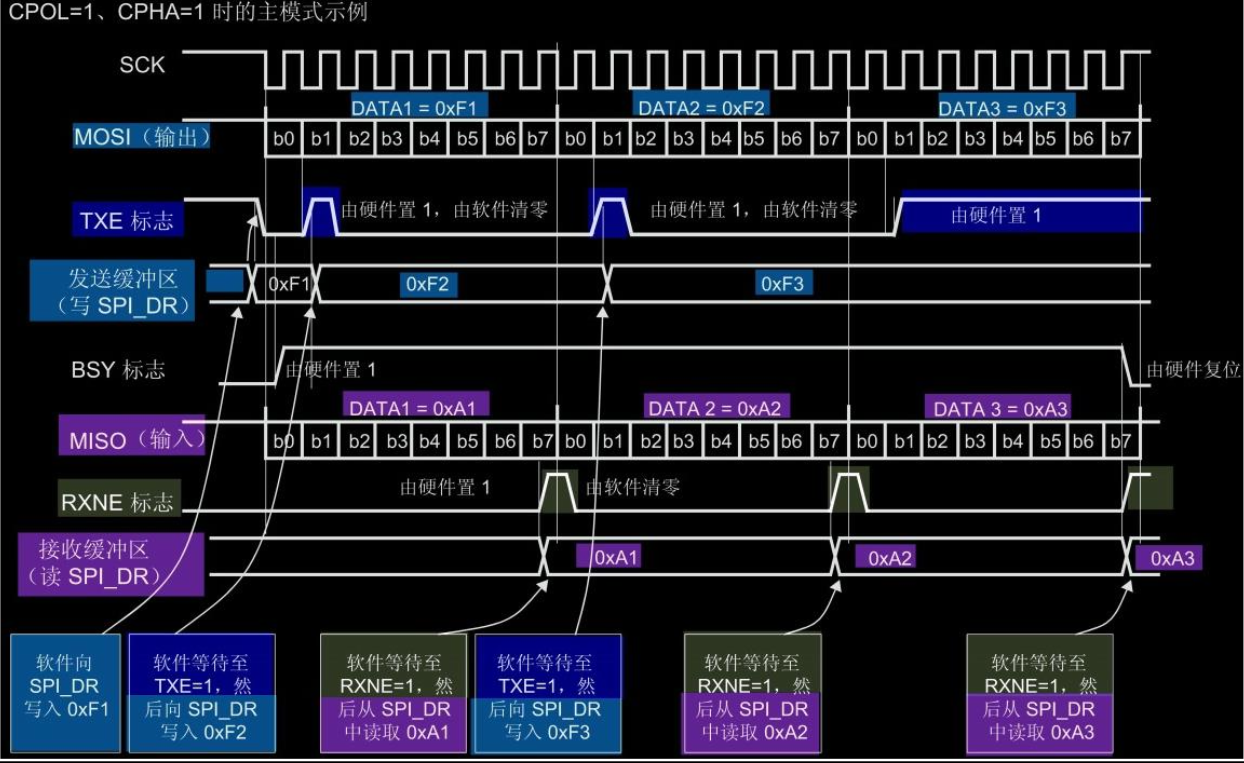 CPOL=1、CPHA=1 时的主模式示例
SCK
DATA1 = 0xF1
DATA2 = 0xF2
DATA3 = 0xF3
MOSI（输出）
b0 b1 b2 b3 b4 b5 b6 b7 b0 b1 b2 b3 b4 b5 b6 b7 b0 b1 b2 b3 b4 b5 b6 b7
TXE 标志
由硬件置 1，由软件清零
由硬件置 1，由软件清零
由硬件置 1
发送缓冲区
（写 SPI_DR）
0xF1
0xF2
0xF3
BSY 标志
由硬件置 1
由硬件复位
DATA1 = 0xA1
DATA 2 = 0xA2
DATA 3 = 0xA3
MISO（输入）
b0 b1 b2 b3 b4 b5 b6 b7 b0 b1 b2 b3 b4 b5 b6 b7 b0 b1 b2 b3 b4 b5 b6 b7
RXNE 标志
由硬件置 1
由软件清零
接收缓冲区
（读 SPI_DR）
0xA1
0xA2
0xA3
软件向
SPI_DR
写入 0xF1
软件等待至
TXE=1，然
后向 SPI_DR
写入 0xF2
软件等待至
RXNE=1，然
后从 SPI_DR
中读取 0xA1
软件等待至
TXE=1，然
后向 SPI_DR
写入 0xF3
软件等待至
RXNE=1，然
后从 SPI_DR
中读取 0xA2
软件等待至
RXNE=1，然
后从 SPI_DR
中读取 0xA3